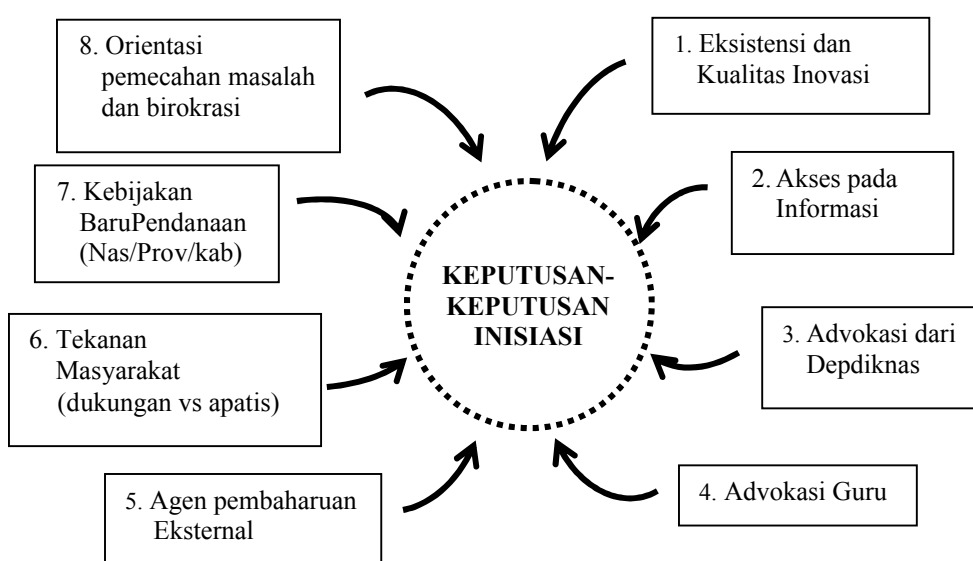 1. Eksistensi dan
Kualitas Inovasi
2. Akses pada
Informasi
3. Advokasi dari
Depdiknas
4. Advokasi Guru
5. Agen pembaharuan
Eksternal
6. Tekanan
Masyarakat
(dukungan vs apatis)
7. Kebijakan
BaruPendanaan
(Nas/Prov/kab)
8. Orientasi
pemecahan masalah
dan birokrasi
KEPUTUSAN-
KEPUTUSAN
INISIASI